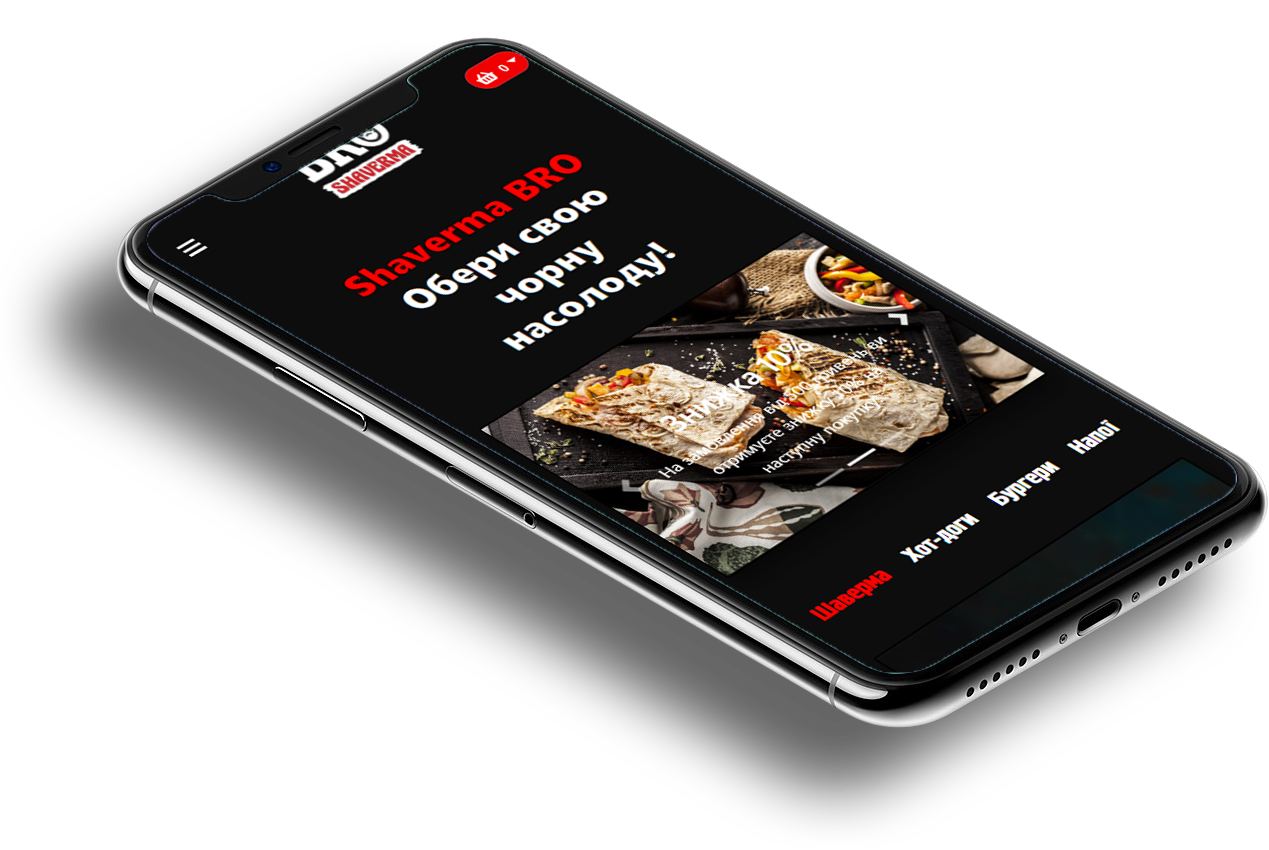 0
BRO
SHAVERMA
Shaverma BRO
Обери свою
чорну
насолоду!
Знижка 10%
На замовлення від 300 гривень ви
отримуєте знижку 10% на
наступну покупку.
Шаверма Хот-доги Бургери Напої